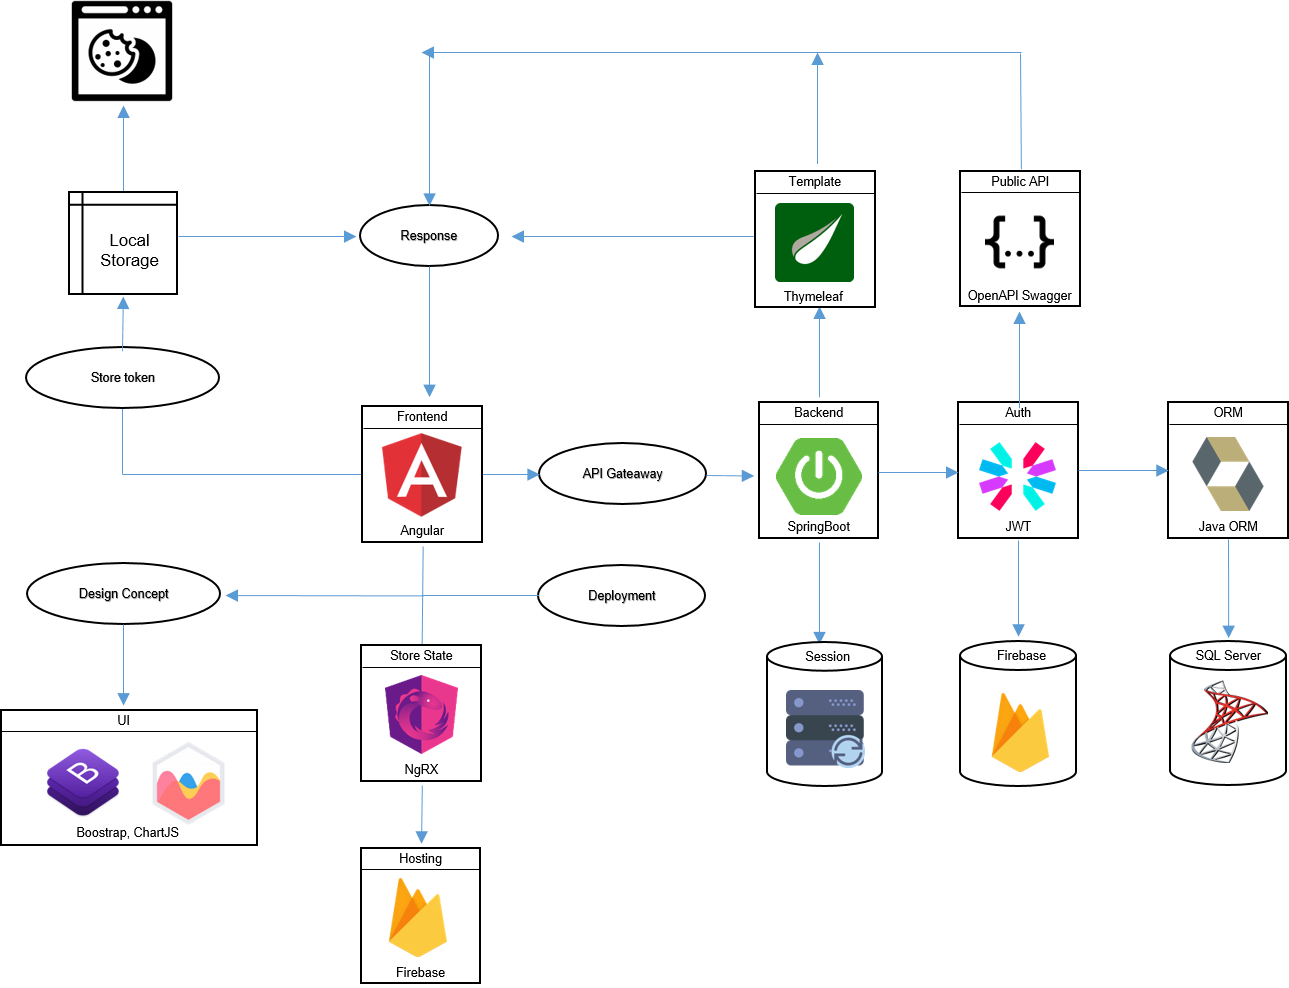 Template
Public API
Local
Storage
Response
Thymeleaf
OpenAPI Swagger
Store token
Frontend
Backend
Auth
ORM
API Gateaway
Angular
SpringBoot
JWT
Java ORM
Design Concept
Deployment
Store State
Session
Firebase
SQL Server
UI
NgRX
Boostrap, ChartJS
Hosting
Firebase